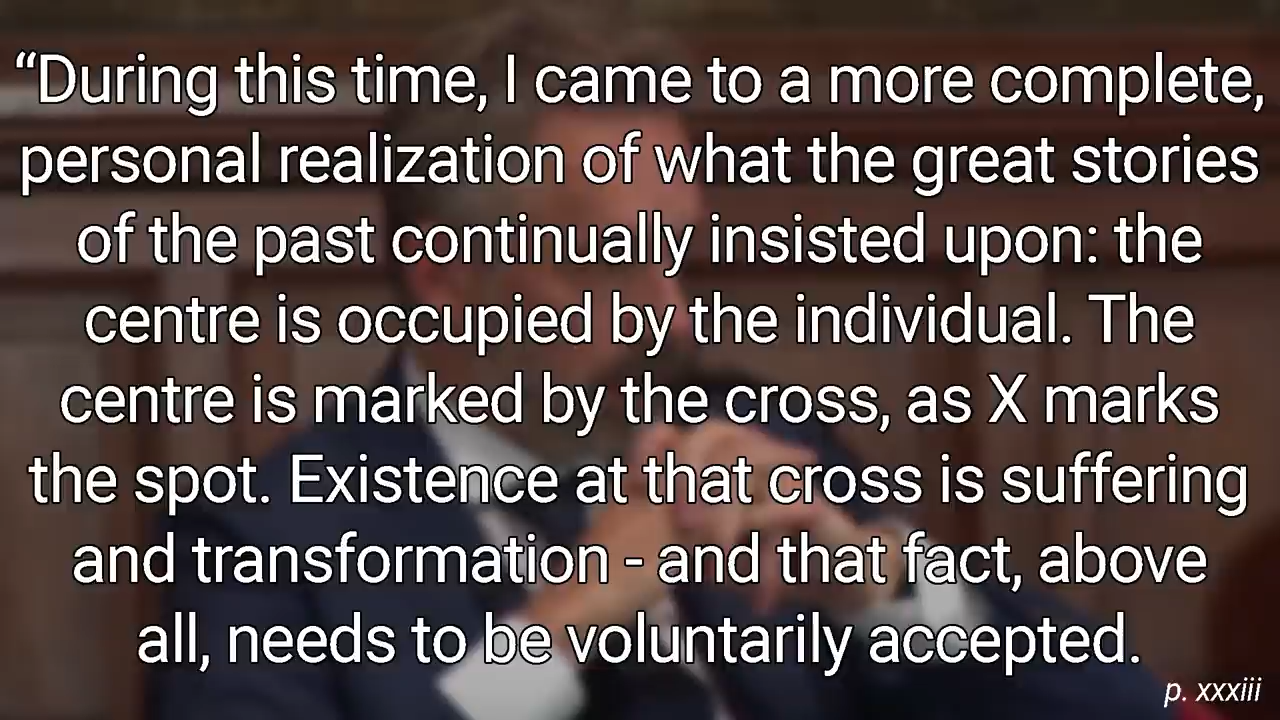 “During this time, I came to a more complete,
personal realization of what the great stories
of the past continually insisted upon: the
centre is occupied by the individual. The
centre is marked by the cross, as X marks
the spot. Existence at that cross is suffering
and transformation - and that fact, above
all, needs to be voluntarily accepted.
p. xxxiii